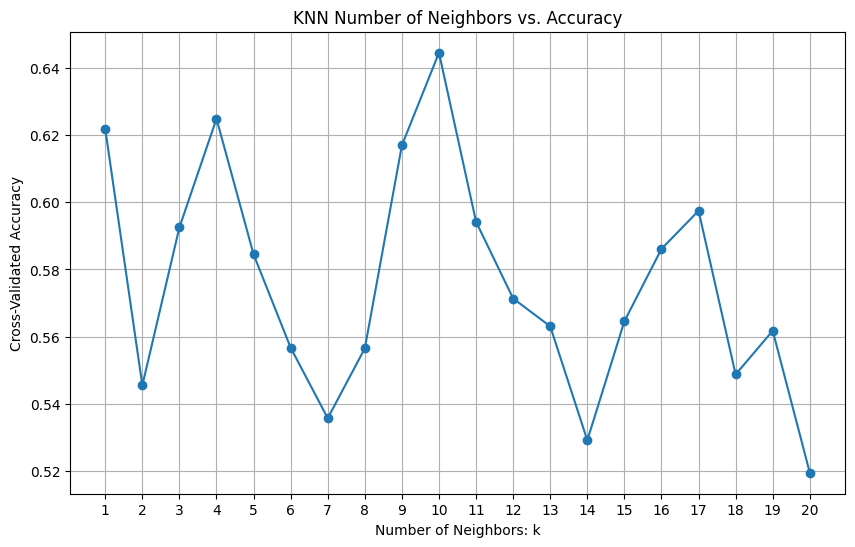 KNN Number of Neighbors vs. Accuracy
Cross-Validated Accuracy
0.64
0.62
0.60
0.58
0.56
0.54
0.52
1 2 3 4 5 6 7 8 9 10 11 12 13 14 15 16 17 18 19 20
Number of Neighbors: k